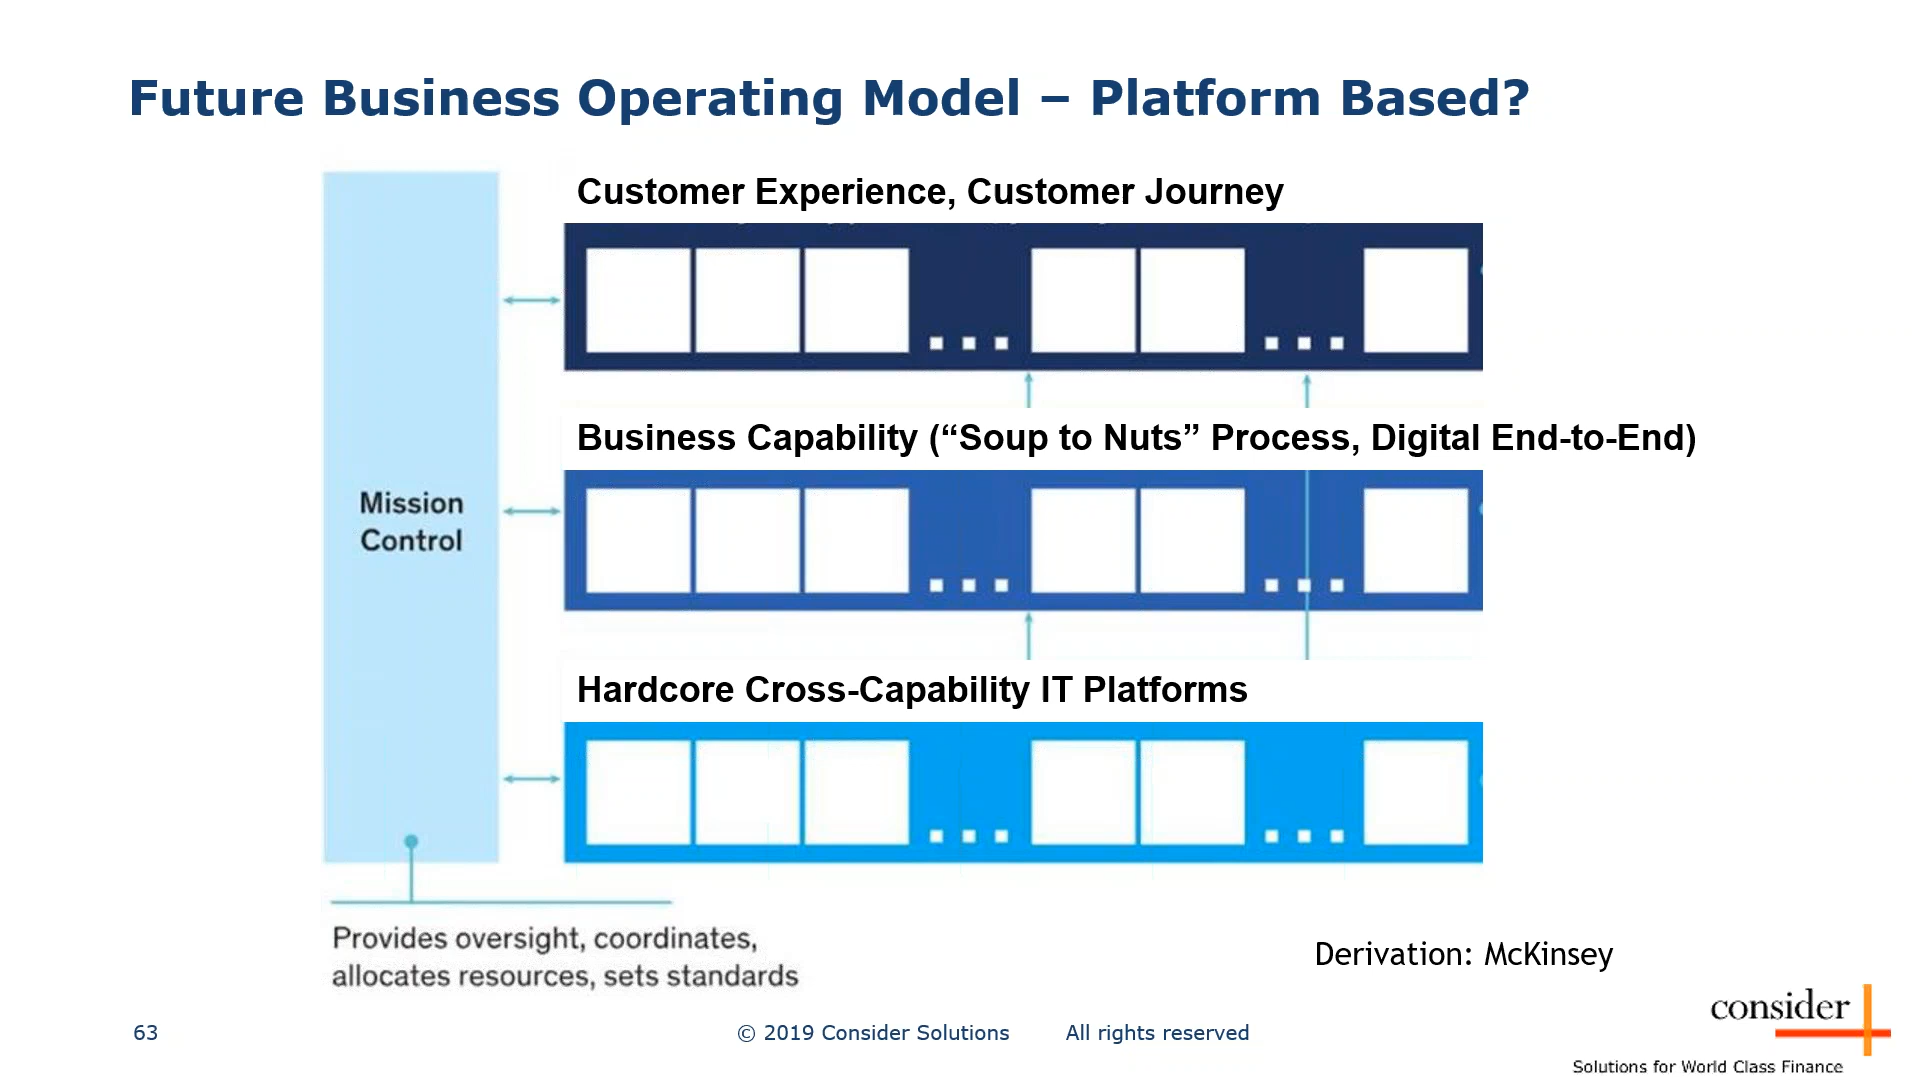 Future Business Operating Model – Platform Based?
Customer Experience, Customer Journey
Business Capability (“Soup to Nuts” Process, Digital End-to-End)
Mission
Control
Hardcore Cross-Capability IT Platforms
Provides oversight, coordinates,
allocates resources, sets standards
Derivation: McKinsey
63
© 2019 Consider Solutions All rights reserved
consider
Solutions for World Class Finance